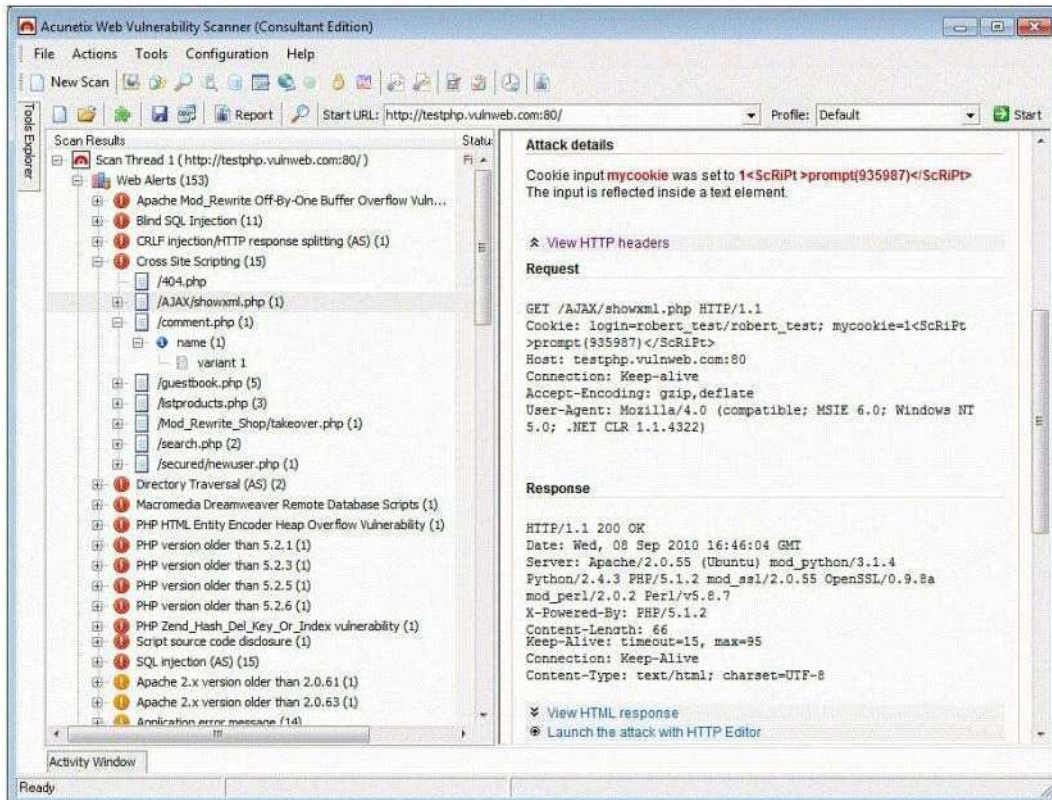 Acunetix Web Vulnerability Scanner (Consultant Edition)
File Actions Tools Configuration Help
New Scan
Report Start URL: http://testphp.vulnweb.com:80/ Profile: Default Start
Tools Explorer
Scan Results Statu
Scan Thread 1 ( http://testphp.vulnweb.com:80/ ) Fi
Web Alerts (153)
Apache Mod_Rewrite Off-By-One Buffer Overflow Vuln...
Blind SQL Injection (11)
CRLF injection/HTTP response splitting (AS) (1)
Cross Site Scripting (15)
/404.php
/AJAX/showxml.php (1)
/comment.php (1)
name (1)
variant 1
/guestbook.php (5)
/listproducts.php (3)
/Mod_Rewrite_Shop/takeover.php (1)
/search.php (2)
/secured/newuser.php (1)
Directory Traversal (AS) (2)
Macromedia Dreamweaver Remote Database Scripts (1)
PHP HTML Entity Encoder Heap Overflow Vulnerability (1)
PHP version older than 5.2.1 (1)
PHP version older than 5.2.3 (1)
PHP version older than 5.2.5 (1)
PHP version older than 5.2.6 (1)
PHP Zend_Hash_Del_Key_Or_Index vulnerability (1)
Script source code disclosure (1)
SQL injection (AS) (15)
Apache 2.x version older than 2.0.61 (1)
Apache 2.x version older than 2.0.63 (1)
Application error message (14)
Attack details
Cookie input mycookie was set to 1<ScRiPt >prompt(935987)</ScRiPt>
The input is reflected inside a text element.
View HTTP headers
Request
GET /AJAX/showxml.php HTTP/1.1
Cookie: login=robert_test/robert_test; mycookie=1<ScRiPt
>prompt(935987)</ScRiPt>
Host: testphp.vulnweb.com:80
Connection: Keep-alive
Accept-Encoding: gzip,deflate
User-Agent: Mozilla/4.0 (compatible; MSIE 6.0; Windows NT
5.0; .NET CLR 1.1.4322)
Response
HTTP/1.1 200 OK
Date: Wed, 08 Sep 2010 16:46:04 GMT
Server: Apache/2.0.55 (Ubuntu) mod_python/3.1.4
Python/2.4.3 PHP/5.1.2 mod_ssl/2.0.55 OpenSSL/0.9.8a
mod_perl/2.0.2 Perl/v5.8.7
X-Powered-By: PHP/5.1.2
Content-Length: 66
Keep-Alive: timeout=15, max=95
Connection: Keep-Alive
Content-Type: text/html; charset=UTF-8
View HTML response
Launch the attack with HTTP Editor
Activity Window
Ready